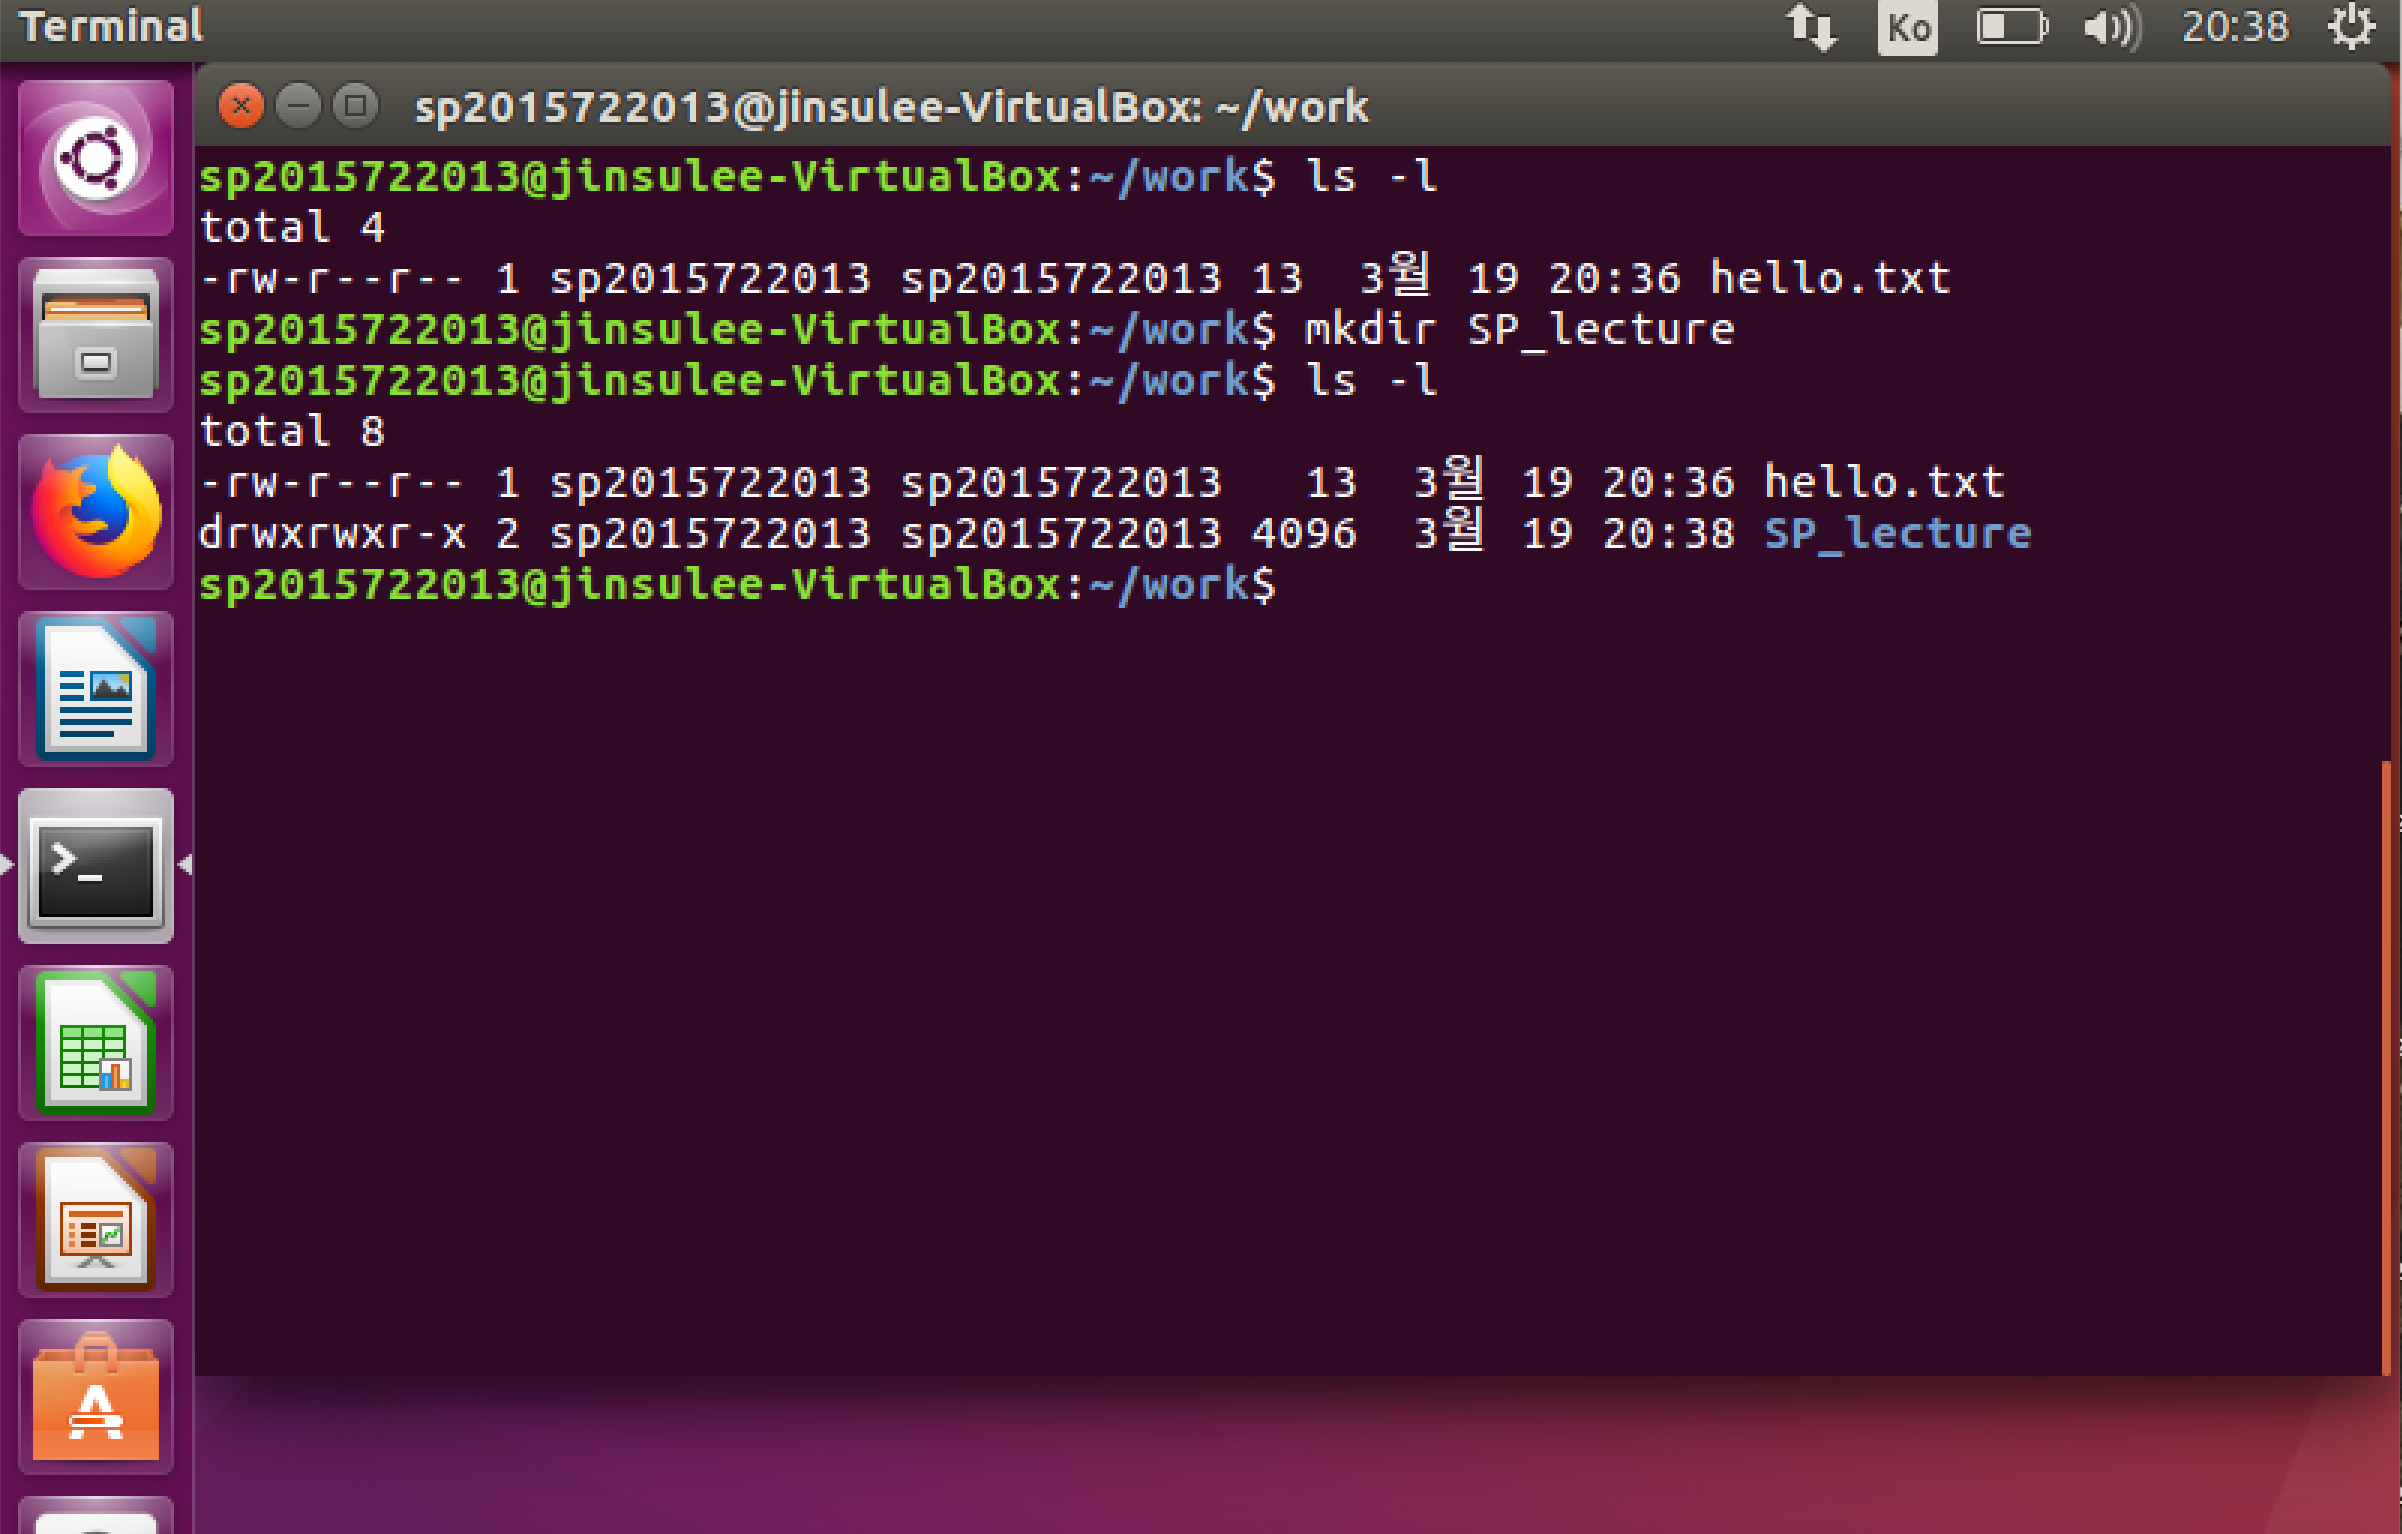 Terminal
Ko
20:38
sp2015722013@jinsulee-VirtualBox: ~/work
sp2015722013@jinsulee-VirtualBox:~/work$ ls -l
total 4
-rw-r--r-- 1 sp2015722013 sp2015722013 13  3월 19 20:36 hello.txt
sp2015722013@jinsulee-VirtualBox:~/work$ mkdir SP_lecture
sp2015722013@jinsulee-VirtualBox:~/work$ ls -l
total 8
-rw-r--r-- 1 sp2015722013 sp2015722013   13  3월 19 20:36 hello.txt
drwxrwxr-x 2 sp2015722013 sp2015722013 4096  3월 19 20:38 SP_lecture
sp2015722013@jinsulee-VirtualBox:~/work$